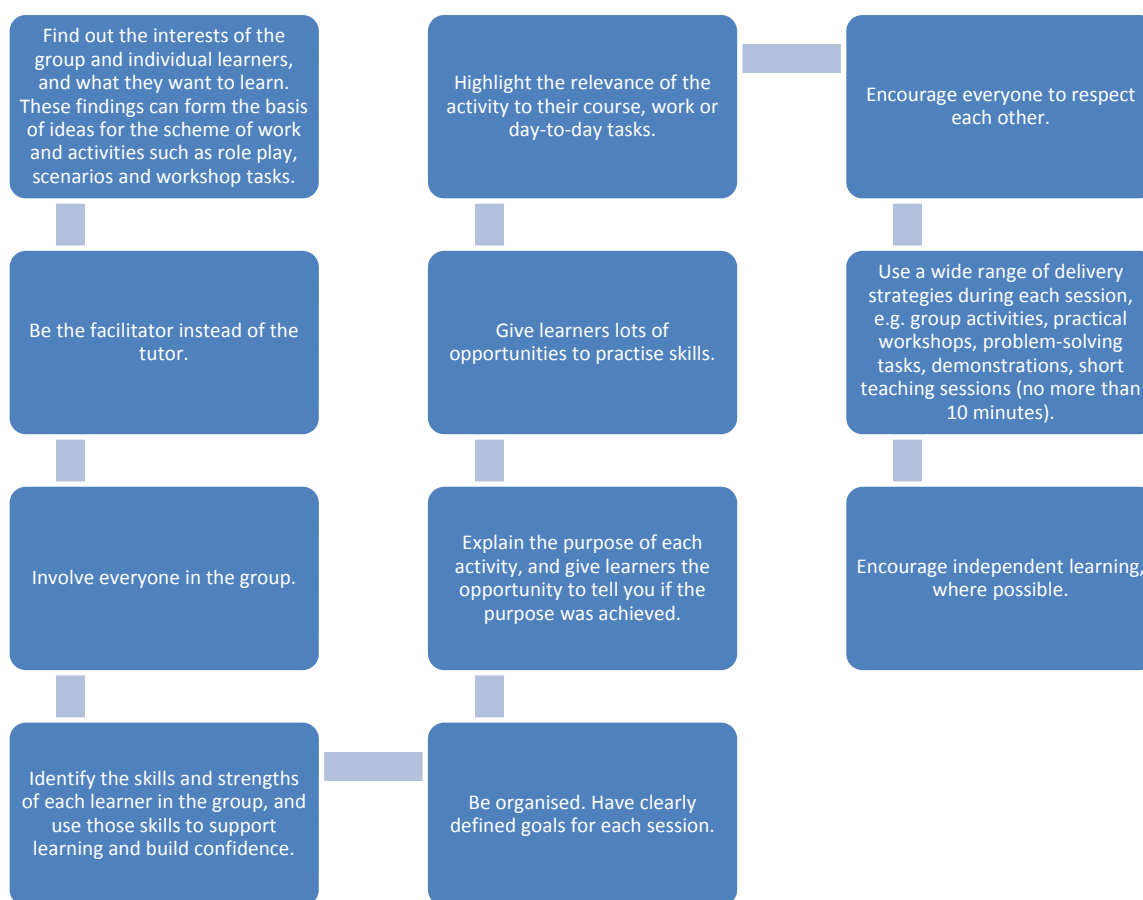 Find out the interests of the
group and individual learners,
and what they want to learn.
These findings can form the basis
of ideas for the scheme of work
and activities such as role play,
scenarios and workshop tasks.
Be the facilitator instead of the
tutor.
Involve everyone in the group.
Identify the skills and strengths
of each learner in the group, and
use those skills to support
learning and build confidence.
Be organised. Have clearly
defined goals for each session.
Explain the purpose of each
activity, and give learners the
opportunity to tell you if the
purpose was achieved.
Give learners lots of
opportunities to practise skills.
Highlight the relevance of the
activity to their course, work or
day-to-day tasks.
Encourage everyone to respect
each other.
Use a wide range of delivery
strategies during each session,
e.g. group activities, practical
workshops, problem-solving
tasks, demonstrations, short
teaching sessions (no more than
10 minutes).
Encourage independent learning,
where possible.